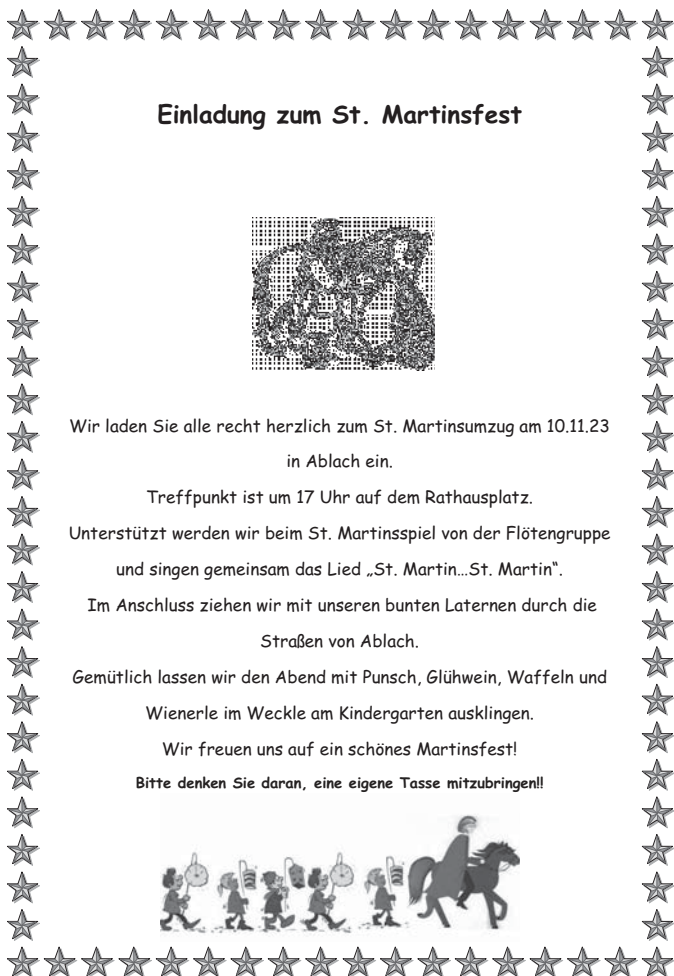 Einladung zum St. Martinsfest
Wir laden Sie alle recht herzlich zum St. Martinsumzug am 10.11.23
in Ablach ein.
Treffpunkt ist um 17 Uhr auf dem Rathausplatz.
Unterstützt werden wir beim St. Martinsspiel von der Flötengruppe
und singen gemeinsam das Lied „St. Martin…St. Martin“.
Im Anschluss ziehen wir mit unseren bunten Laternen durch die
Straßen von Ablach.
Gemütlich lassen wir den Abend mit Punsch, Glühwein, Waffeln und
Wienerle im Weckle am Kindergarten ausklingen.
Wir freuen uns auf ein schönes Martinsfest!
Bitte denken Sie daran, eine eigene Tasse mitzubringen!!